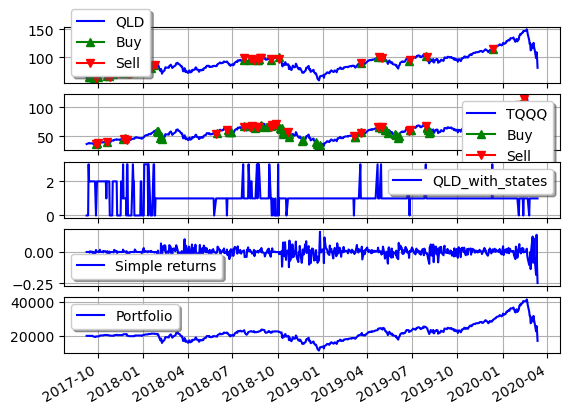 QLD
Buy
Sell
150
100
TQQQ
Buy
Sell
100
50
QLD_with_states
2
0
Simple returns
0.00
−0.25
Portfolio
40000
20000
2017-10
2018-01
2018-04
2018-07
2018-10
2019-01
2019-04
2019-07
2019-10
2020-01
2020-04